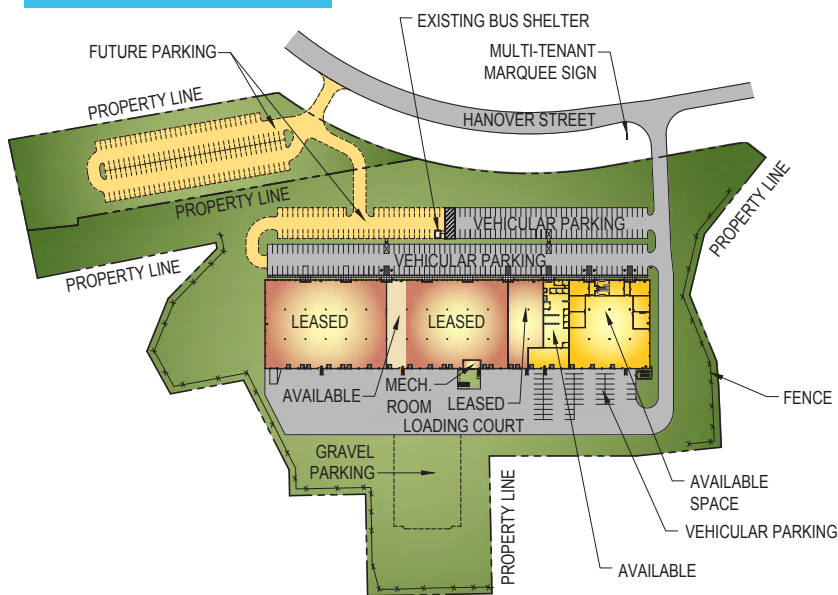 EXISTING BUS SHELTER
FUTURE PARKING
MULTI-TENANT
MARQUEE SIGN
PROPERTY LINE
HANOVER STREET
PROPERTY LINE
PROPERTY LINE
PROPERTY LINE
VEHICULAR PARKING
VEHICULAR PARKING
LEASED
LEASED
AVAILABLE
MECH.
ROOM
LEASED
LOADING COURT
FENCE
GRAVEL
PARKING
AVAILABLE
SPACE
PROPERTY LINE
VEHICULAR PARKING
AVAILABLE